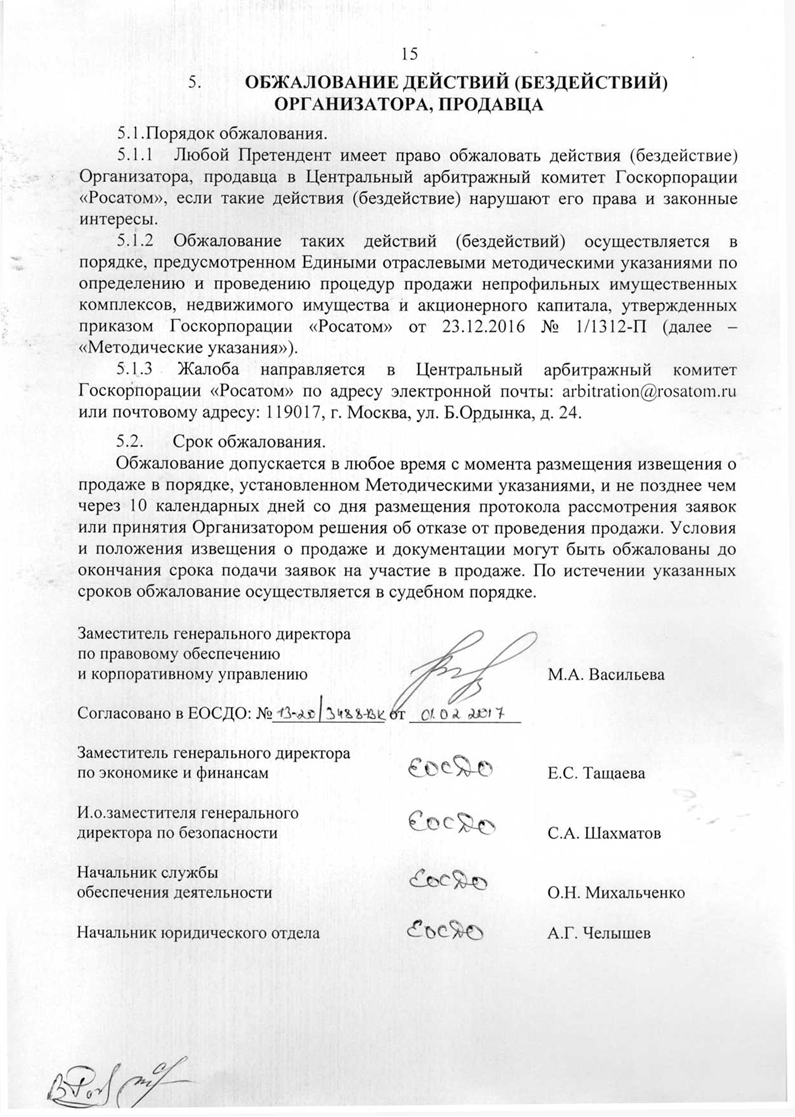 15
5. ОБЖАЛОВАНИЕ ДЕЙСТВИЙ (БЕЗДЕЙСТВИЙ)
ОРГАНИЗАТОРА, ПРОДАВЦА
5.1.Порядок обжалования.
5.1.1 Любой Претендент имеет право обжаловать действия (бездействие)
Организатора, продавца в Центральный арбитражный комитет Госкорпорации
«Росатом», если такие действия (бездействие) нарушают его права и законные
интересы.
5.1.2 Обжалование таких действий (бездействий) осуществляется в
порядке, предусмотренном Едиными отраслевыми методическими указаниями по
определению и проведению процедур продажи непрофильных имущественных
комплексов, недвижимого имущества и акционерного капитала, утвержденных
приказом Госкорпорации «Росатом» от 23.12.2016 № 1/1312-П (далее –
«Методические указания»).
5.1.3 Жалоба направляется в Центральный арбитражный комитет
Госкорпорации «Росатом» по адресу электронной почты: arbitration@rosatom.ru
или почтовому адресу: 119017, г. Москва, ул. Б.Ордынка, д. 24.
5.2. Срок обжалования.
Обжалование допускается в любое время с момента размещения извещения о
продаже в порядке, установленном Методическими указаниями, и не позднее чем
через 10 календарных дней со дня размещения протокола рассмотрения заявок
или принятия Организатором решения об отказе от проведения продажи. Условия
и положения извещения о продаже и документации могут быть обжалованы до
окончания срока подачи заявок на участие в продаже. По истечении указанных
сроков обжалование осуществляется в судебном порядке.
Заместитель генерального директора
по правовому обеспечению
и корпоративному управлению М.А. Васильева
Согласовано в ЕОСДО: № 13-20/3488-ВК от 01.02 2017
Заместитель генерального директора
по экономике и финансам ЕОСДО Е.С. Тащаева
И.о.заместителя генерального
директора по безопасности ЕОСДО С.А. Шахматов
Начальник службы
обеспечения деятельности ЕОСДО О.Н. Михальченко
Начальник юридического отдела ЕОСДО А.Г. Челышев